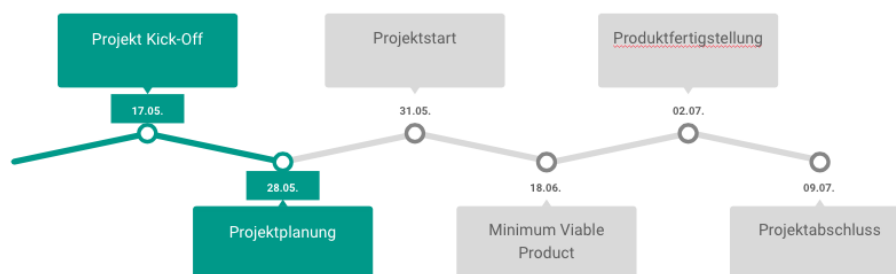 Projekt Kick-Off
17.05.
28.05.
Projektplanung
Projektstart
31.05.
18.06.
Minimum Viable
Product
Produktfertigstellung
02.07.
09.07.
Projektabschluss